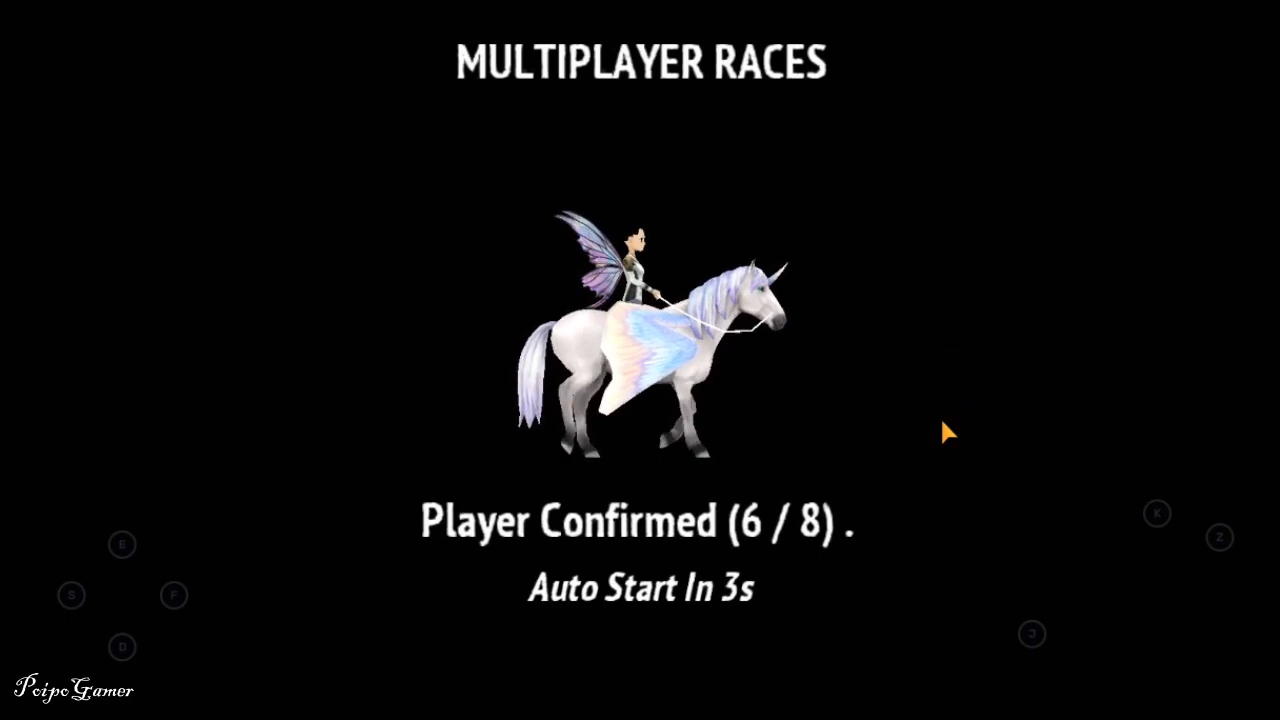 MULTIPLAYER RACES
Player Confirmed (6 / 8) .
Auto Start In 3s
E
S
F
D
K
Z
J
PoipoGamer